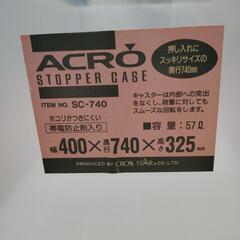 ACRÓ
STOPPER CASE
ITEM NO. SC-740
押し入れに
スッキリサイズの
奥行740mm
キャスターは内部への突出
をなくし、荷重に対しても
スムーズな回転をします。
ホコリがつきにくい
帯電防止剤入り
■容量:57ℓ
幅400×奥行740×高さ325mm
PRODUCED BY CROS STAR CO.,LTD.